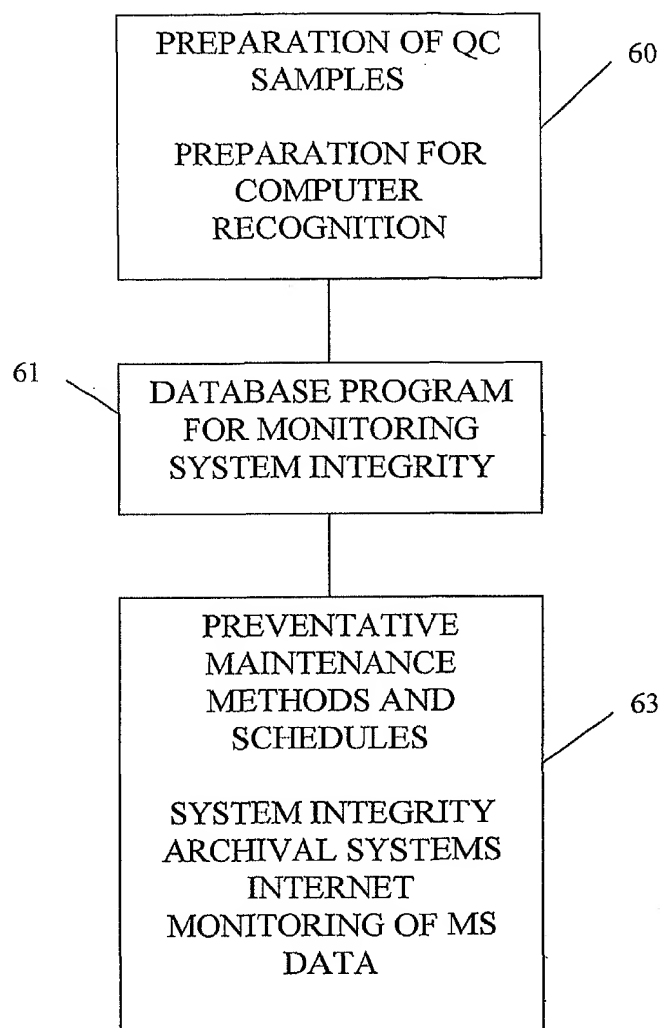 PREPARATION OF QC
SAMPLES
PREPARATION FOR
COMPUTER
RECOGNITION
60
61
DATABASE PROGRAM
FOR MONITORING
SYSTEM INTEGRITY
PREVENTATIVE
MAINTENANCE
METHODS AND
SCHEDULES
63
SYSTEM INTEGRITY
ARCHIVAL SYSTEMS
INTERNET
MONITORING OF MS
DATA